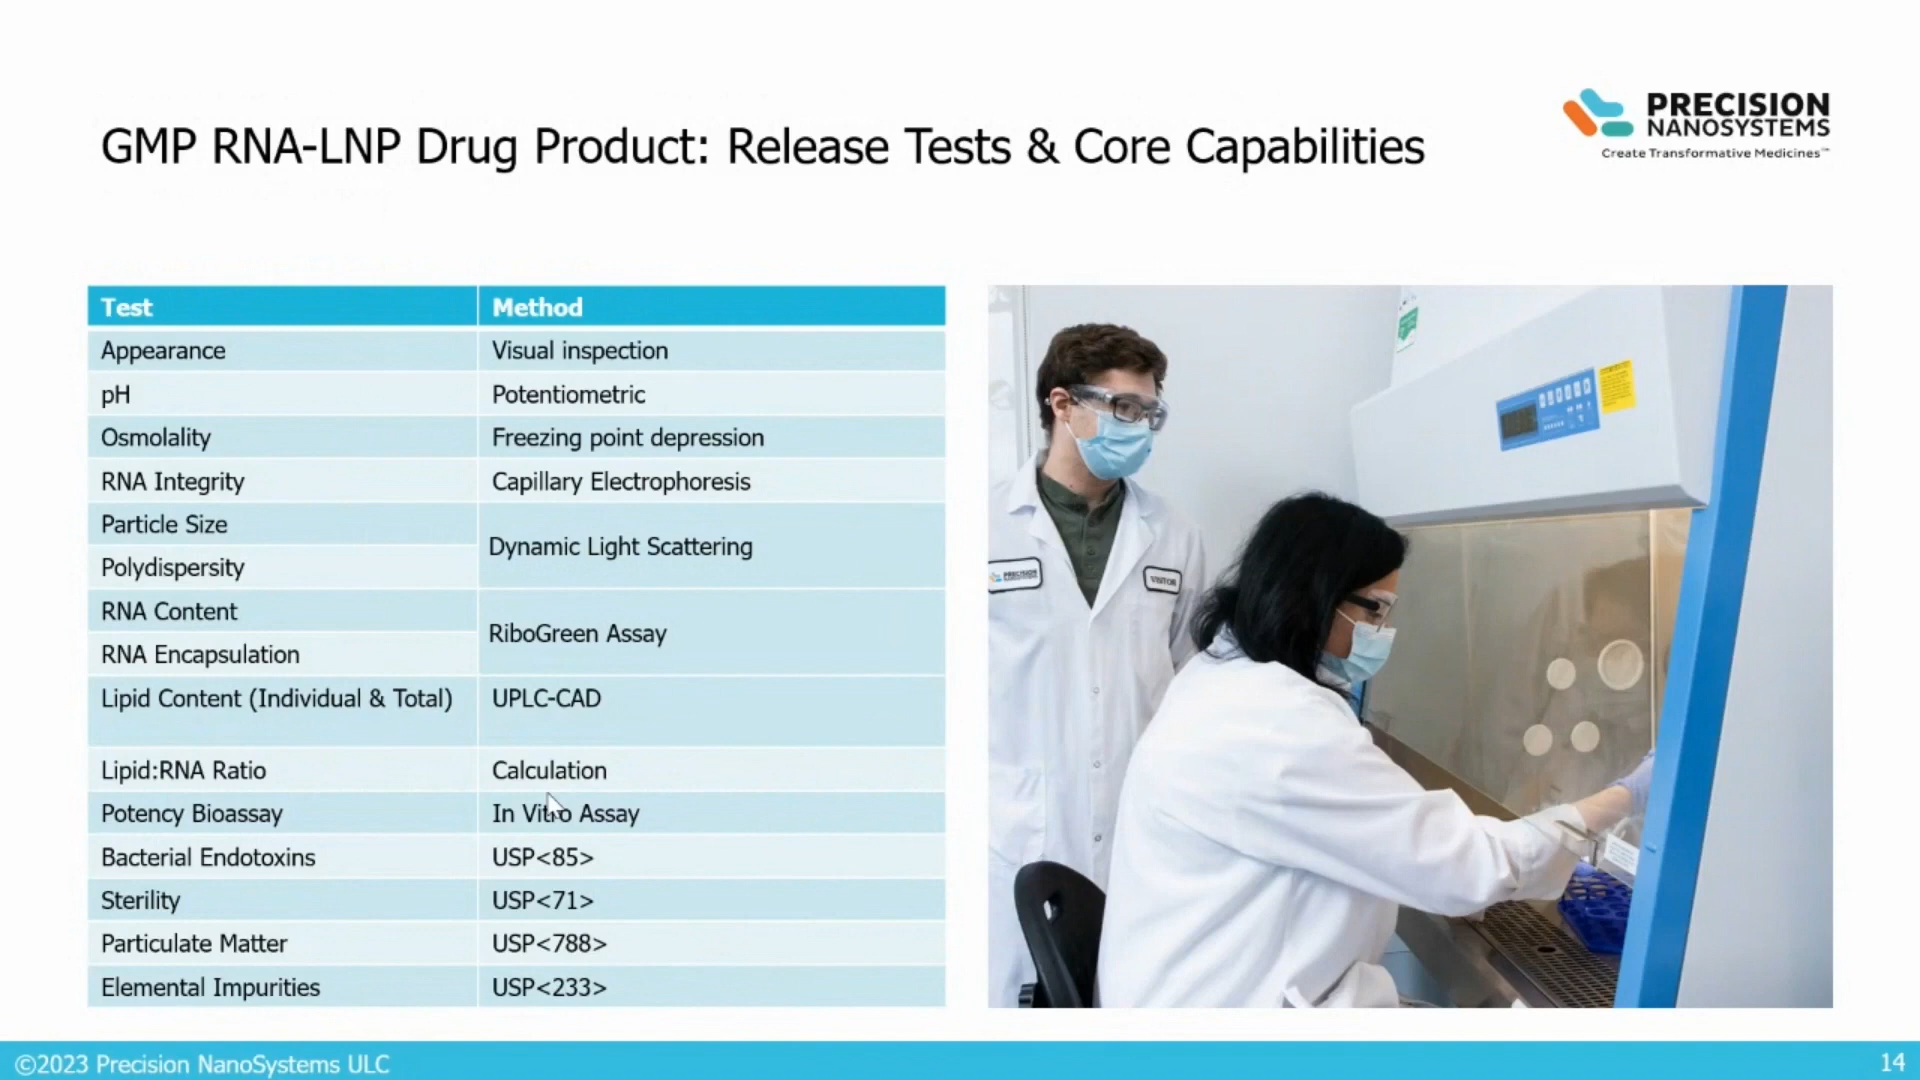 PRECISION
NANOSYSTEMS
Create Transformative Medicines™
GMP RNA-LNP Drug Product: Release Tests & Core Capabilities
Test Method
Appearance Visual inspection
pH Potentiometric
Osmolality Freezing point depression
RNA Integrity Capillary Electrophoresis
Particle Size
Dynamic Light Scattering
Polydispersity
RNA Content
RiboGreen Assay
RNA Encapsulation
Lipid Content (Individual & Total) UPLC-CAD
Lipid:RNA Ratio Calculation
Potency Bioassay In Vitro Assay
Bacterial Endotoxins USP<85>
Sterility USP<71>
Particulate Matter USP<788>
Elemental Impurities USP<233>
PRECISION
NANOSYSTEMS
VISITOR
©2023 Precision NanoSystems ULC
14